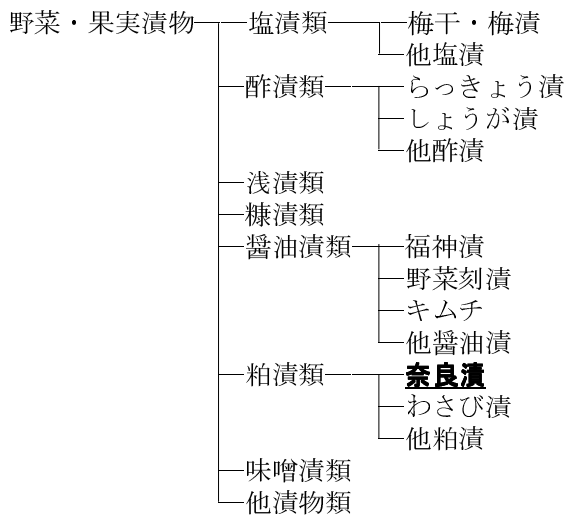 野菜・果実漬物 塩漬類 梅干・梅漬
他塩漬
酢漬類 らっきょう漬
しょうが漬
他酢漬
浅漬類
糠漬類
醤油漬類 福神漬
野菜刻漬
キムチ
他醤油漬
粕漬類 奈良漬
わさび漬
他粕漬
味噌漬類
他漬物類